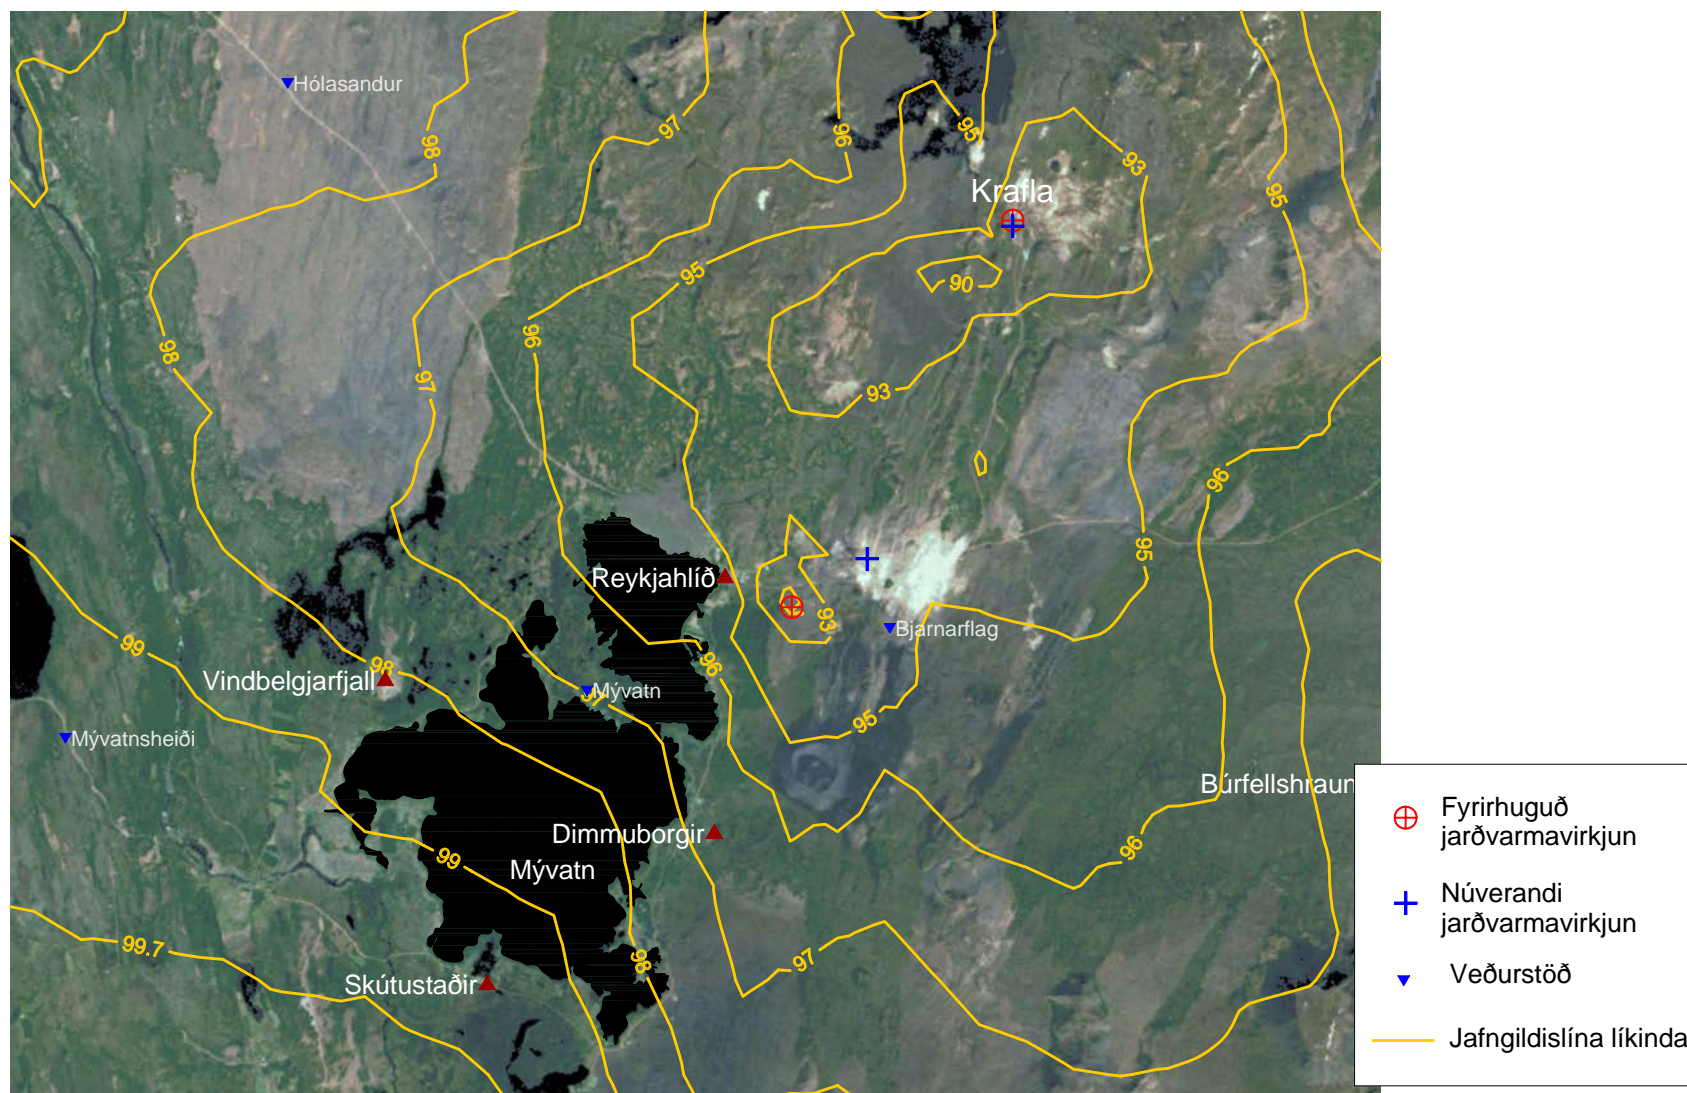 Hólasandur
97
95
96
98
93
Krafla
95
95
90
96
98
97
93
96
95
Reykjahlíð
93
Bjarnarflag
99
96
98
Vindbelgjarfjall
Mývatn
97
95
Mývatnsheiði
Búrfellshraun
Dimmuborgir
96
99
Mývatn
99.7
98
97
Skútustaðir
Fyrirhuguð
jarðvarmavirkjun
Núverandi
jarðvarmavirkjun
Veðurstöð
Jafngildislína líkinda